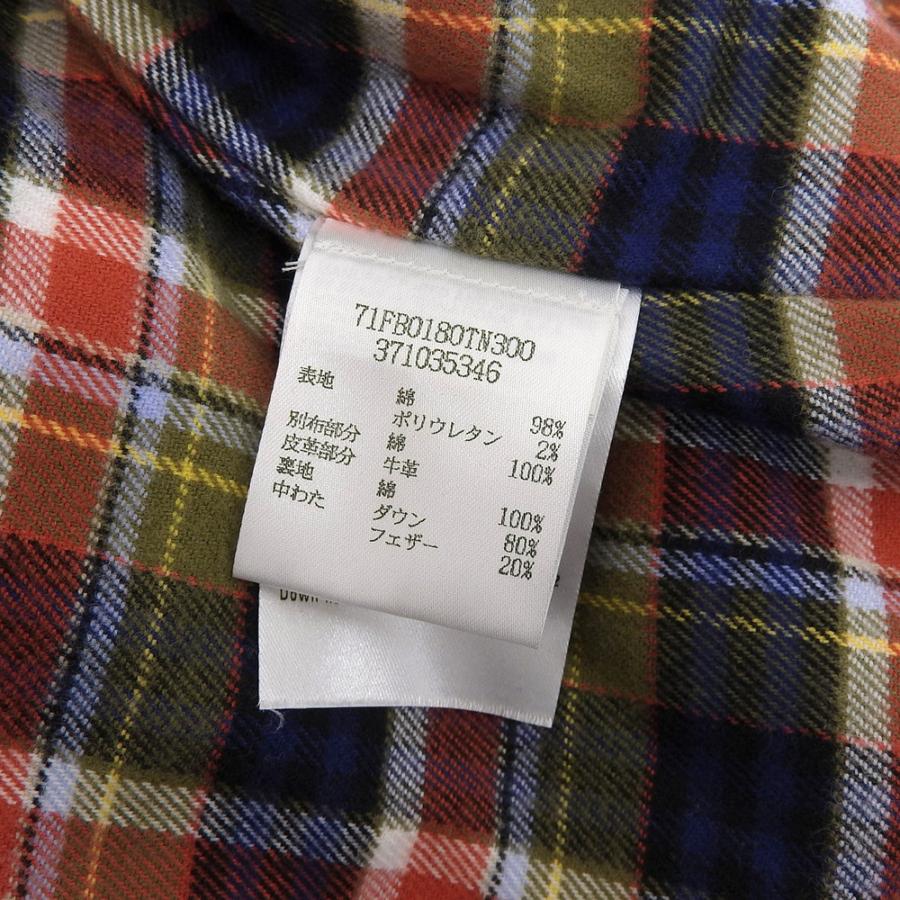 71FB0180TN300
371035346
表地 綿 98%
ポリウレタン 2%
別布部分 綿 100%
皮革部分 牛革
裏地 綿 100%
中わた ダウン 80%
フェザー 20%
Down